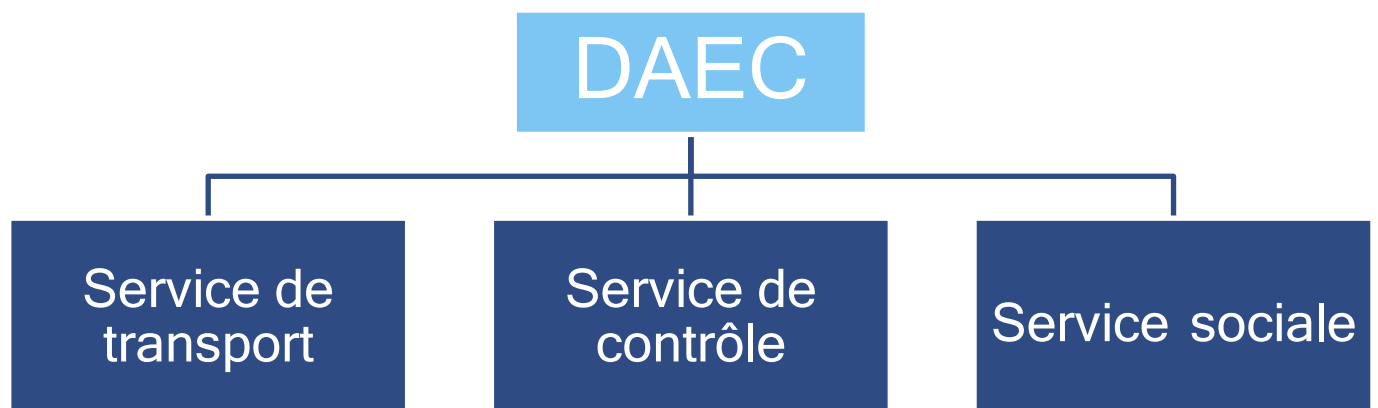 DAEC
Service de
transport
Service de
contrôle
Service sociale